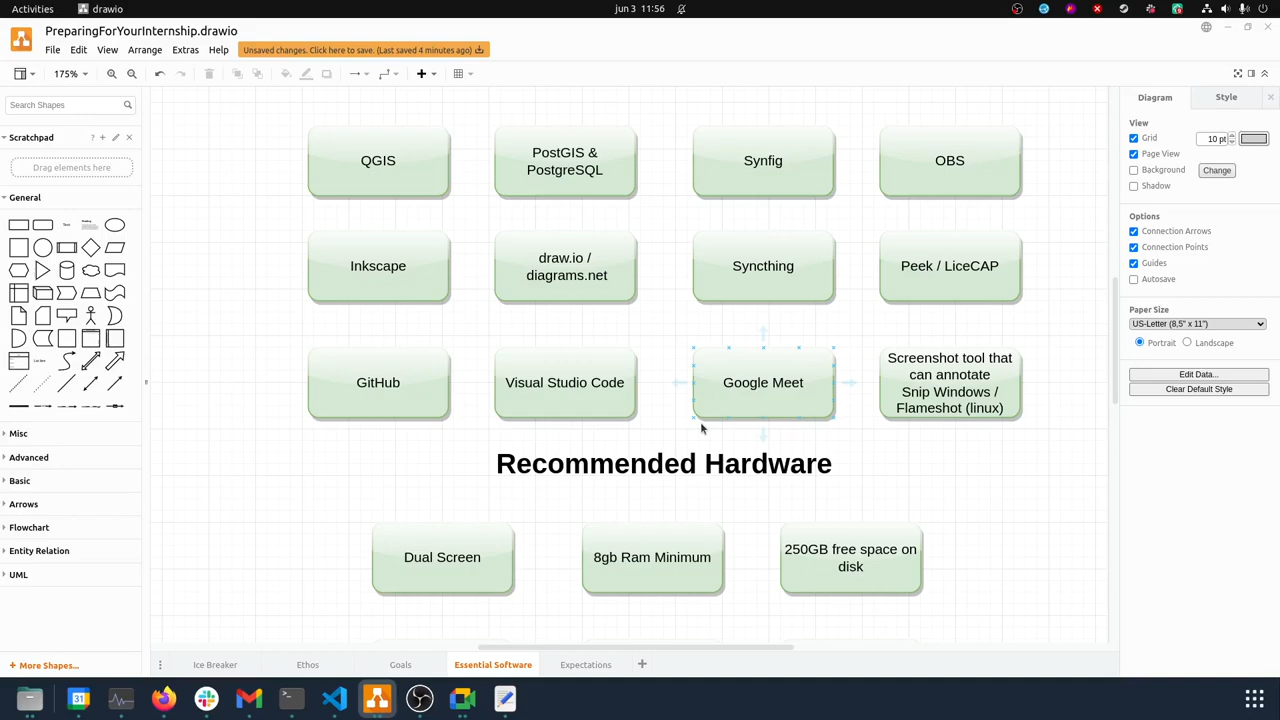 Activities
drawio
jun 3 11:56
PreparingForYourInternship.drawio
File Edit View Arrange Extras Help
Unsaved changes. Click here to save. (Last saved 4 minutes ago)
175%
Search Shapes
Scratchpad
?
Drag elements here
General
Text
Heading
List Item
Misc
Advanced
Basic
Arrows
Flowchart
Entity Relation
UML
More Shapes...
QGIS
PostGIS &
PostgreSQL
Synfig
OBS
Inkscape
draw.io /
diagrams.net
Syncthing
Peek / LiceCAP
GitHub
Visual Studio Code
Google Meet
Screenshot tool that
can annotate
Snip Windows /
Flameshot (linux)
Recommended Hardware
Dual Screen
8gb Ram Minimum
250GB free space on
disk
Ice Breaker
Ethos
Goals
Essential Software
Expectations
Diagram
Style
View
Grid
10 pt
Page View
Background
Change
Shadow
Options
Connection Arrows
Connection Points
Guides
Autosave
Paper Size
US-Letter (8,5" x 11")
Portrait
Landscape
Edit Data...
Clear Default Style
31